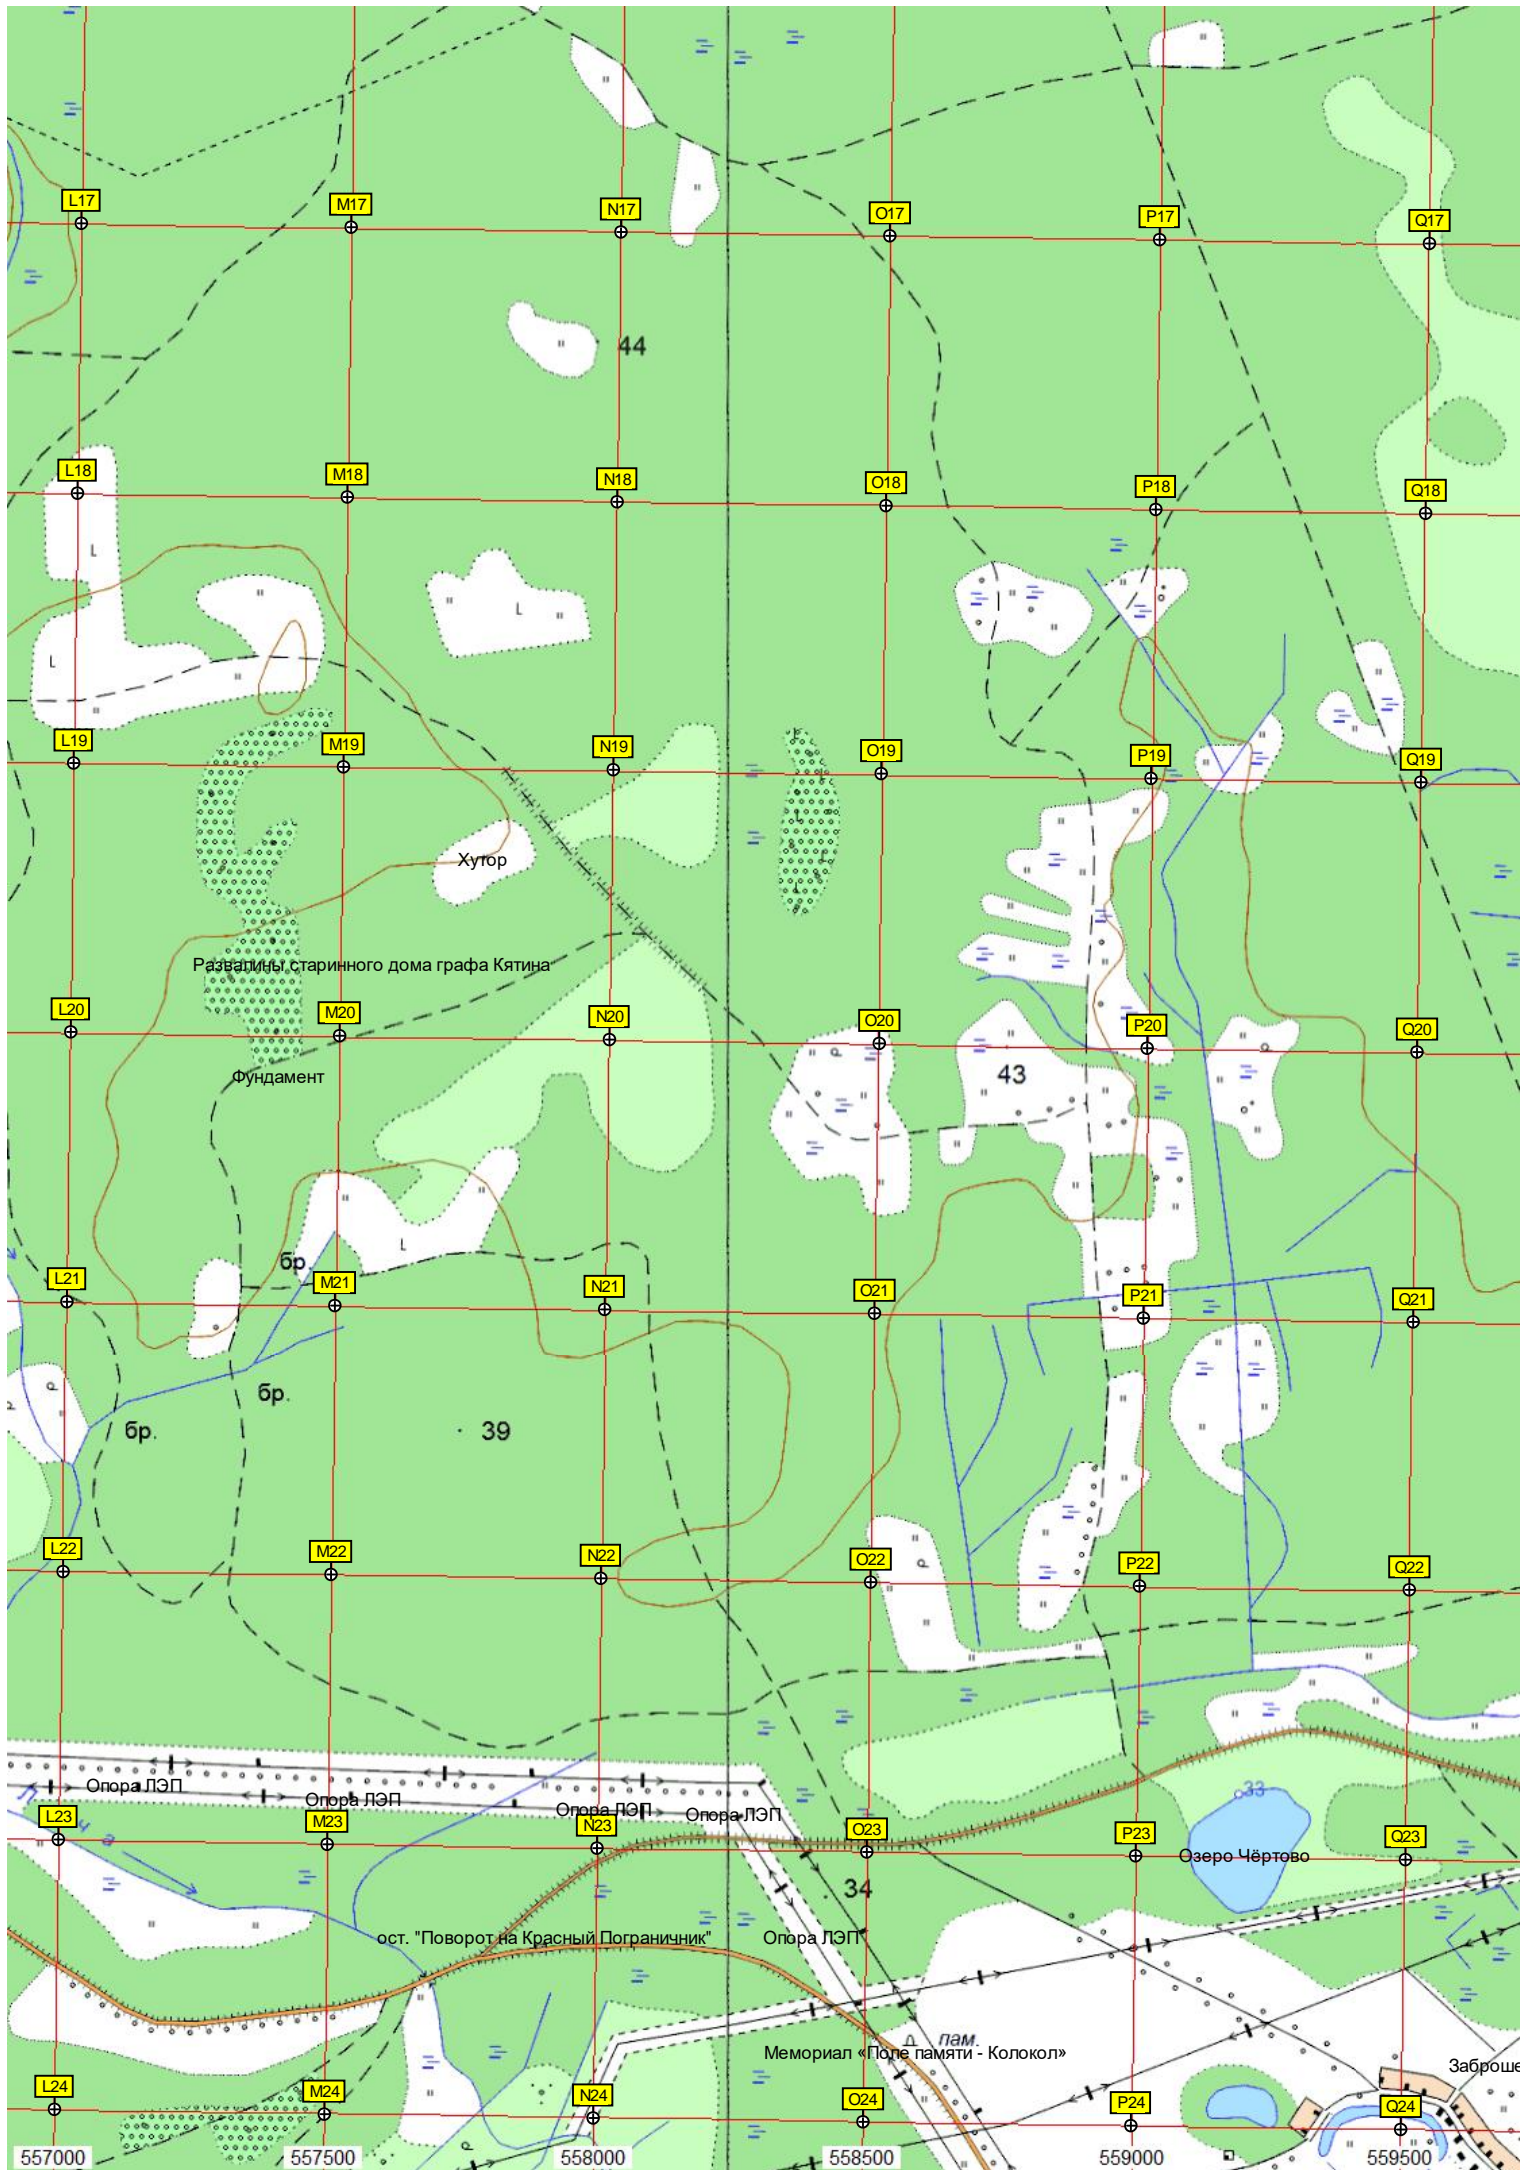 L17 M17 N17 O17 P17 Q17
44
L18 M18 N18 O18 P18 Q18
L19 M19 N19 O19 P19 Q19
Хутор
Развалины старинного дома графа Кятина
L20 M20 N20 O20 P20 Q20
Фундамент
43
бр.
L21 M21 N21 O21 P21 Q21
бр.
бр.
39
L22 M22 N22 O22 P22 Q22
Опора ЛЭП
Опора ЛЭП
Опора ЛЭП
Опора ЛЭП
33
L23 M23 N23 O23 P23 Q23
Озеро Чёртово
34
ост. "Поворот на Красный Пограничник"
Опора ЛЭП
пам.
Мемориал «Поле памяти - Колокол»
Заброше
L24 M24 N24 O24 P24 Q24
557000 557500 558000 558500 559000 559500